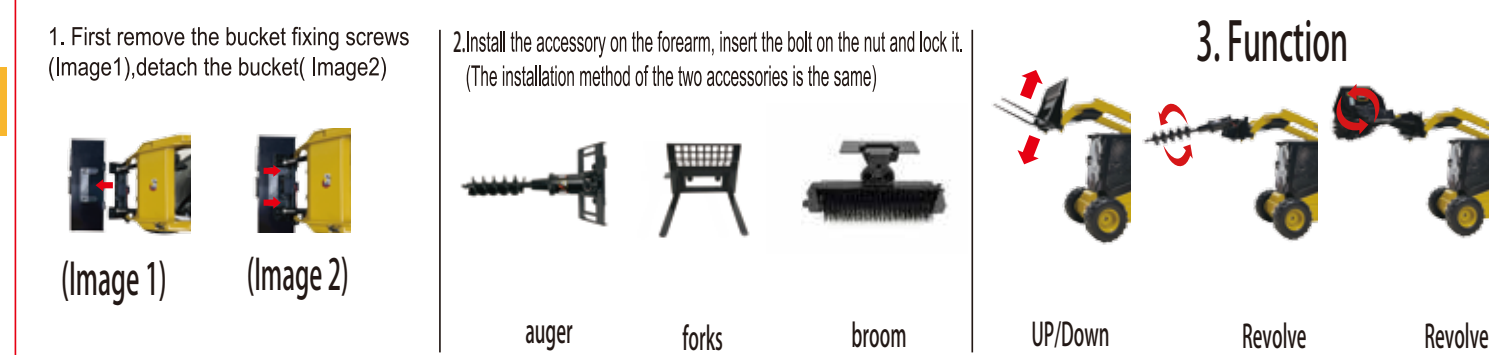 1. First remove the bucket fixing screws
(Image1),detach the bucket( Image2)
(Image 1)
(Image 2)
2.Install the accessory on the forearm, insert the bolt on the nut and lock it.
(The installation method of the two accessories is the same)
auger
forks
broom
3. Function
UP/Down
Revolve
Revolve